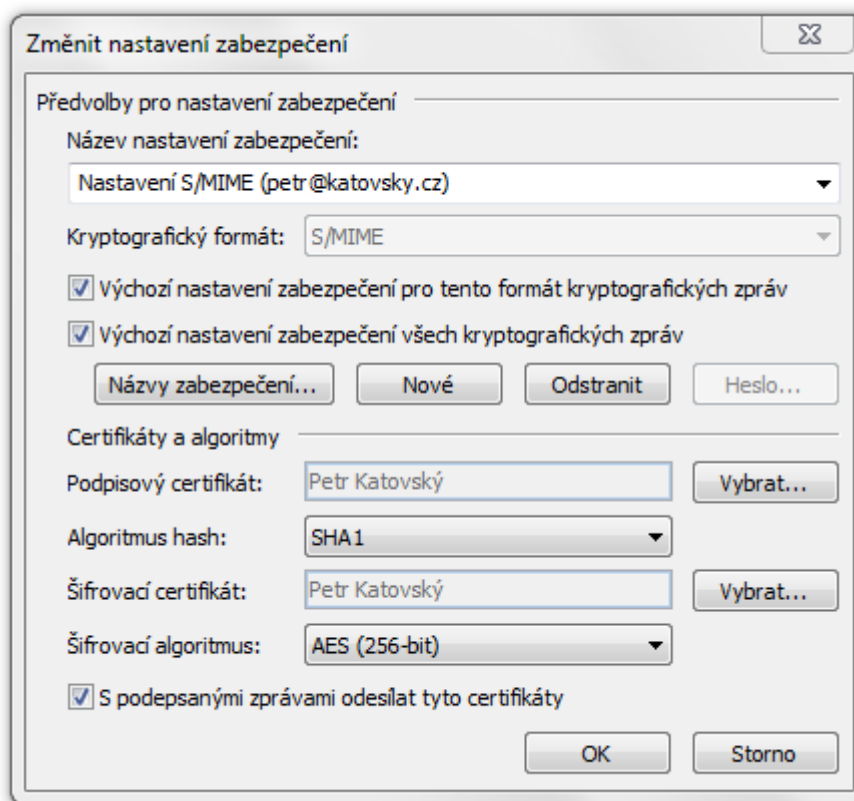 Změnit nastavení zabezpečení
Předvolby pro nastavení zabezpečení
Název nastavení zabezpečení:
Nastavení S/MIME (petr@katovsky.cz)
Kryptografický formát: S/MIME
Výchozí nastavení zabezpečení pro tento formát kryptografických zpráv
Výchozí nastavení zabezpečení všech kryptografických zpráv
Názvy zabezpečení... Nové Odstranit Heslo...
Certifikáty a algoritmy
Podpisový certifikát: Petr Katovský Vybrat...
Algoritmus hash: SHA1
Šifrovací certifikát: Petr Katovský Vybrat...
Šifrovací algoritmus: AES (256-bit)
S podepsanými zprávami odesílat tyto certifikáty
OK Storno